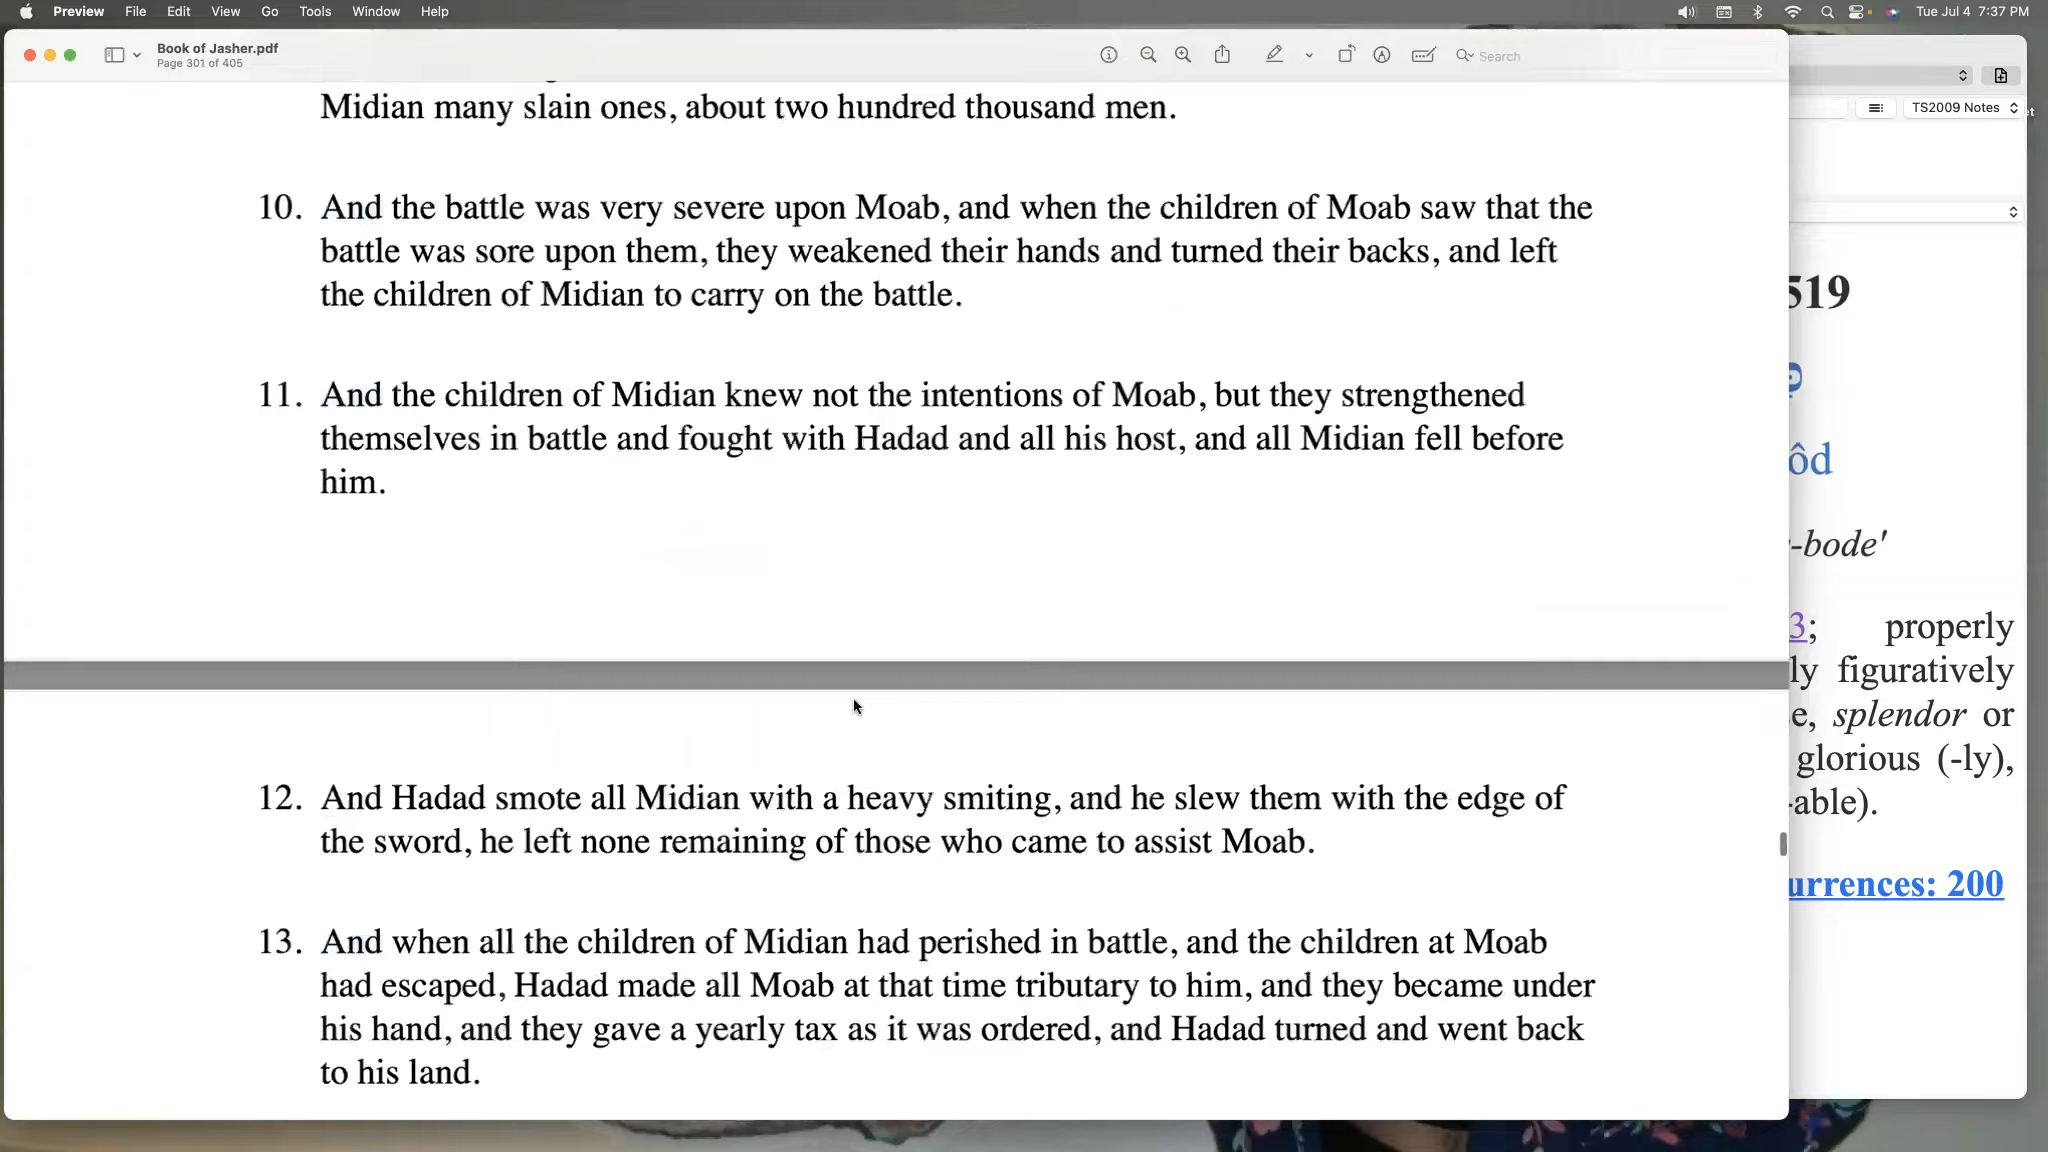 Preview File Edit View Go Tools Window Help
Tue Jul 4 7:37 PM
Book of Jasher.pdf
Page 301 of 405
Search
Midian many slain ones, about two hundred thousand men.
10. And the battle was very severe upon Moab, and when the children of Moab saw that the
battle was sore upon them, they weakened their hands and turned their backs, and left
the children of Midian to carry on the battle.
11. And the children of Midian knew not the intentions of Moab, but they strengthened
themselves in battle and fought with Hadad and all his host, and all Midian fell before
him.
12. And Hadad smote all Midian with a heavy smiting, and he slew them with the edge of
the sword, he left none remaining of those who came to assist Moab.
13. And when all the children of Midian had perished in battle, and the children at Moab
had escaped, Hadad made all Moab at that time tributary to him, and they became under
his hand, and they gave a yearly tax as it was ordered, and Hadad turned and went back
to his land.
TS2009 Notes
519
ôd
-bode'
3; properly
ly figuratively
e, splendor or
glorious (-ly),
-able).
urrences: 200